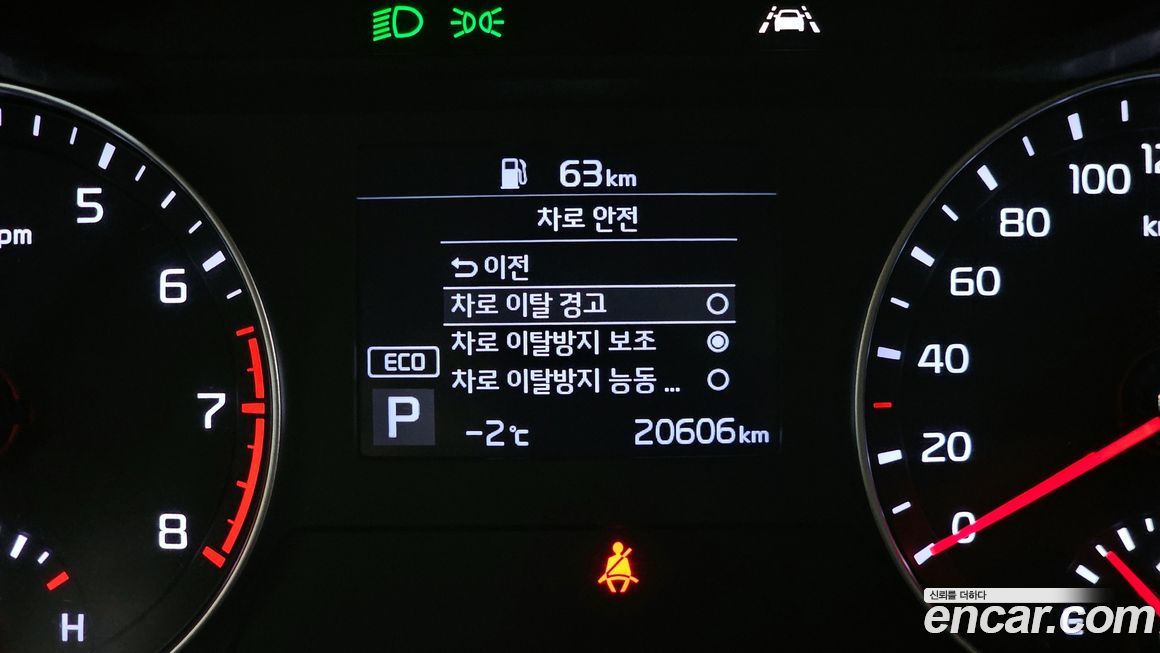 63km
차로 안전
이전
차로 이탈 경고
차로 이탈방지 보조
차로 이탈방지 능동 ...
ECO
P
-2℃
20606km
5
6
7
8
H
0
20
40
60
80
100
신뢰를 더하다
encar.com